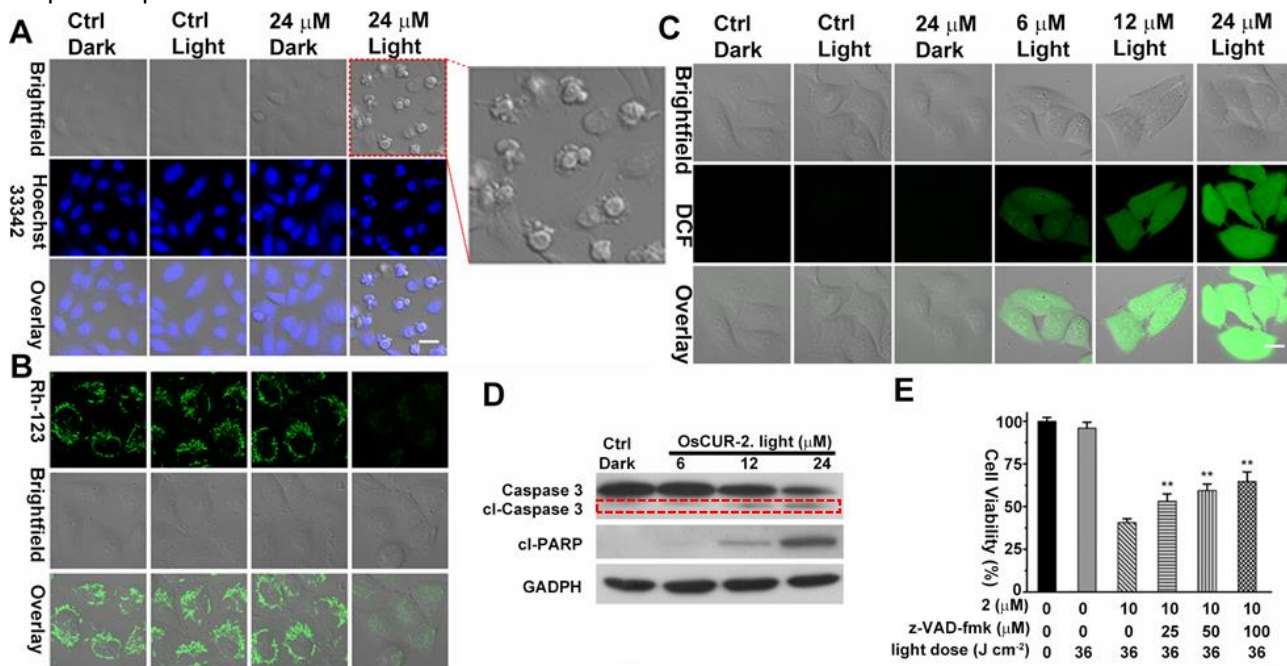 A
Ctrl Dark
Ctrl Light
24 μM Dark
24 μM Light
Brightfield
Hoechst 33342
Overlay
B
Rh-123
Brightfield
Overlay
C
Ctrl Dark
Ctrl Light
24 μM Dark
6 μM Light
12 μM Light
24 μM Light
Brightfield
DCF
Overlay
D
Ctrl Dark
OsCUR-2. light (μM)
6 12 24
Caspase 3
cl-Caspase 3
cl-PARP
GADPH
E
Cell Viability (%)
100
75
50
25
0
** ** **
2 (μM) 0 0 10 10 10 10
z-VAD-fmk (μM) 0 0 0 25 50 100
light dose (J cm⁻²) 0 36 36 36 36 36